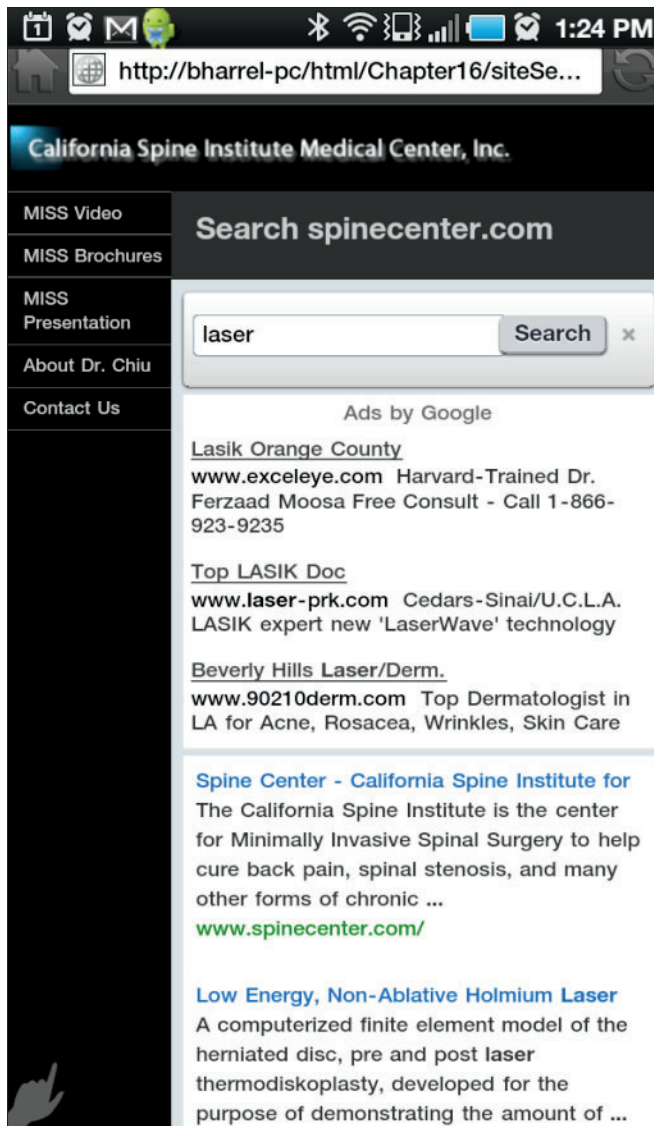 1
1:24 PM
http://bharrel-pc/html/Chapter16/siteSe...
California Spine Institute Medical Center, Inc.
MISS Video
MISS Brochures
MISS
Presentation
About Dr. Chiu
Contact Us
Search spinecenter.com
laser
Search ×
Ads by Google
Lasik Orange County
www.exceleye.com Harvard-Trained Dr.
Ferzaad Moosa Free Consult - Call 1-866-
923-9235
Top LASIK Doc
www.laser-prk.com Cedars-Sinai/U.C.L.A.
LASIK expert new 'LaserWave' technology
Beverly Hills Laser/Derm.
www.90210derm.com Top Dermatologist in
LA for Acne, Rosacea, Wrinkles, Skin Care
Spine Center - California Spine Institute for
The California Spine Institute is the center
for Minimally Invasive Spinal Surgery to help
cure back pain, spinal stenosis, and many
other forms of chronic ...
www.spinecenter.com/
Low Energy, Non-Ablative Holmium Laser
A computerized finite element model of the
herniated disc, pre and post laser
thermodiskoplasty, developed for the
purpose of demonstrating the amount of ...